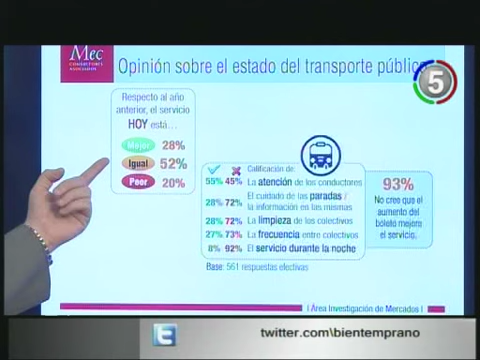 Mec
CONSULTORES
ASOCIADOS
Opinión sobre el estado del transporte público
5
Respecto al año
anterior, el servicio
HOY está...
Mejor 28%
Igual 52%
Peor 20%
Calificación de:
55% 45% La atención de los conductores
28% 72% El cuidado de las paradas /
la información en las mismas
28% 72% La limpieza de los colectivos
27% 73% La frecuencia entre colectivos
8% 92% El servicio durante la noche
Base: 561 respuestas efectivas
93%
No cree que el
aumento del
boleto mejore
el servicio.
| Área Investigación de Mercados |
twitter.com/bientemprano